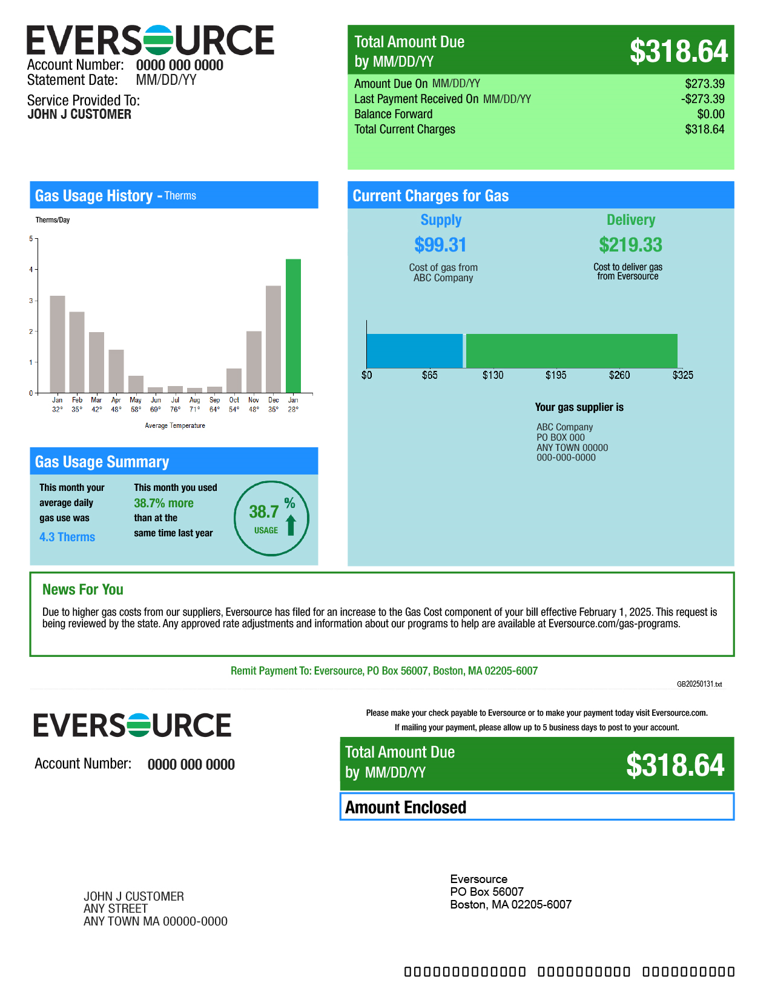 EVERSOURCE
Account Number: 0000 000 0000
Statement Date: MM/DD/YY
Service Provided To:
JOHN J CUSTOMER
Total Amount Due
by MM/DD/YY
$318.64
Amount Due On MM/DD/YY $273.39
Last Payment Received On MM/DD/YY -$273.39
Balance Forward $0.00
Total Current Charges $318.64
Gas Usage History - Therms
Therms/Day
5
4
3
2
1
0
Jan Feb Mar Apr May Jun Jul Aug Sep Oct Nov Dec Jan
32° 35° 42° 48° 58° 69° 76° 71° 64° 54° 48° 35° 28°
Average Temperature
Current Charges for Gas
Supply
$99.31
Cost of gas from
ABC Company
Delivery
$219.33
Cost to deliver gas
from Eversource
$0 $65 $130 $195 $260 $325
Your gas supplier is
ABC Company
PO BOX 000
ANY TOWN 00000
000-000-0000
Gas Usage Summary
This month your
average daily
gas use was
4.3 Therms
This month you used
38.7% more
than at the
same time last year
38.7 %
USAGE
News For You
Due to higher gas costs from our suppliers, Eversource has filed for an increase to the Gas Cost component of your bill effective February 1, 2025. This request is
being reviewed by the state. Any approved rate adjustments and information about our programs to help are available at Eversource.com/gas-programs.
Remit Payment To: Eversource, PO Box 56007, Boston, MA 02205-6007
GB20250131.txt
EVERSOURCE
Account Number: 0000 000 0000
Please make your check payable to Eversource or to make your payment today visit Eversource.com.
If mailing your payment, please allow up to 5 business days to post to your account.
Total Amount Due
by MM/DD/YY
$318.64
Amount Enclosed
JOHN J CUSTOMER
ANY STREET
ANY TOWN MA 00000-0000
Eversource
PO Box 56007
Boston, MA 02205-6007